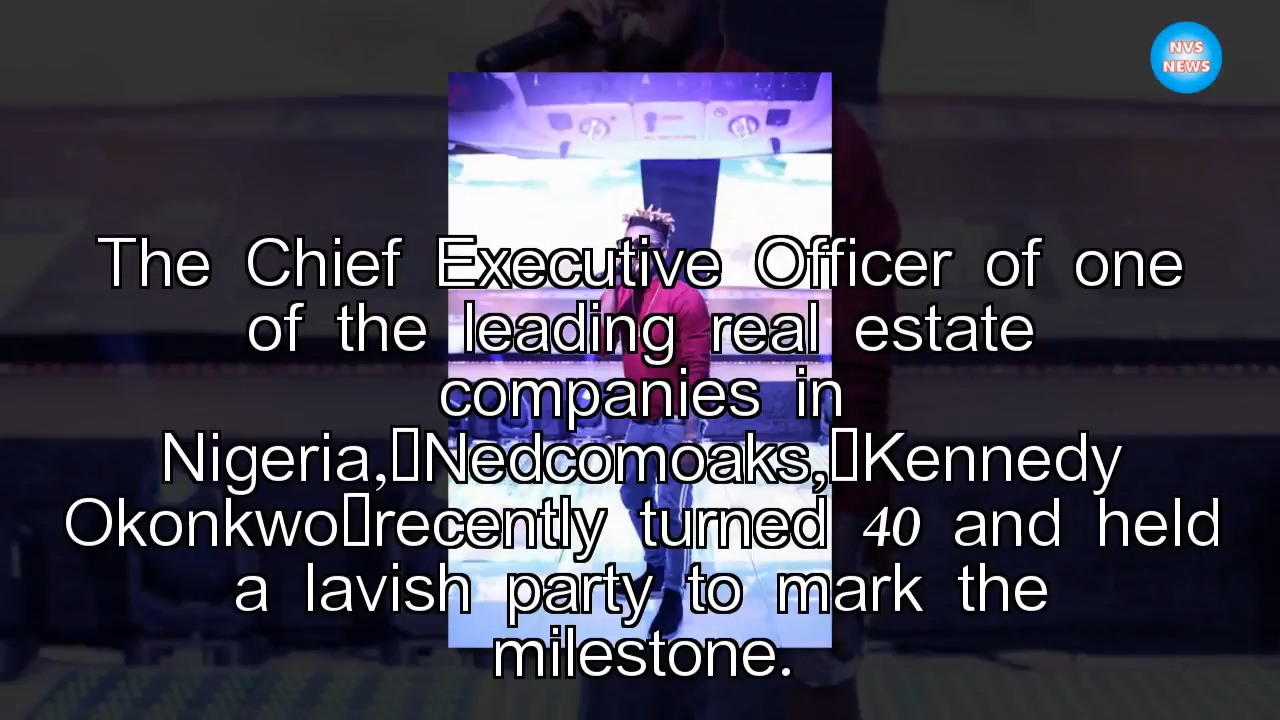 NVS
NEWS
The Chief Executive Officer of one
of the leading real estate
companies in
Nigeria,▯Nedcomoaks,▯Kennedy
Okonkwo▯recently turned 40 and held
a lavish party to mark the
milestone.